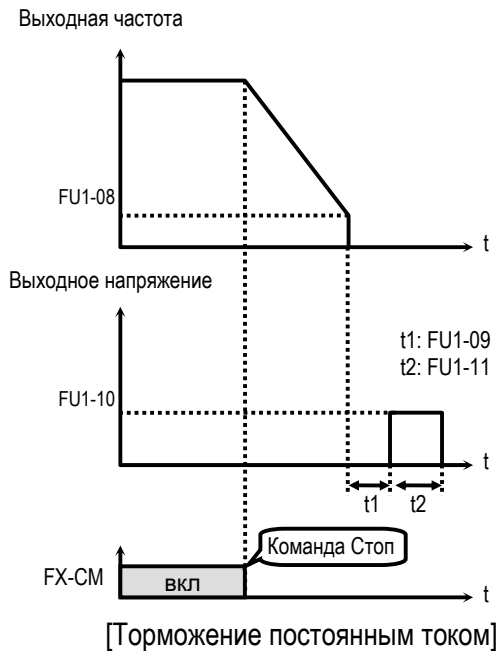 Выходная частота
FU1-08
t
Выходное напряжение
t1: FU1-09
t2: FU1-11
FU1-10
t
t1
t2
Команда Стоп
FX-CM
вкл
t
[Торможение постоянным током]